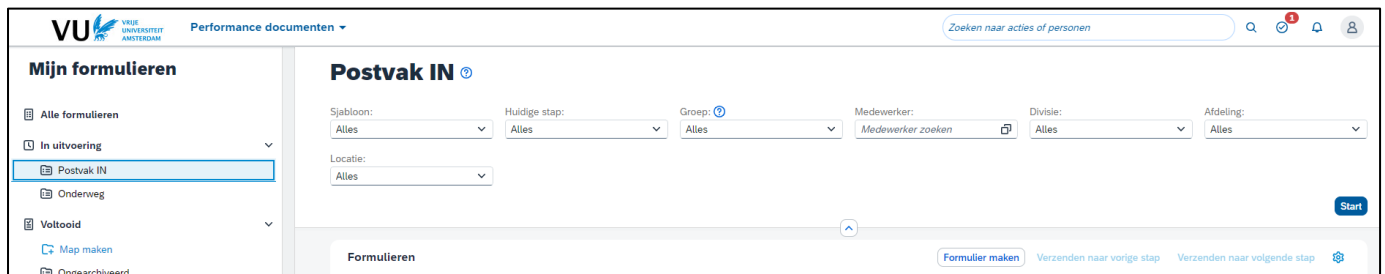 VU VRIJE UNIVERSITEIT AMSTERDAM
Performance documenten
Zoeken naar acties of personen
1
Mijn formulieren
Alle formulieren
In uitvoering
Postvak IN
Onderweg
Voltooid
Map maken
Ongearchiveerd
Postvak IN
Sjabloon: Huidige stap: Groep: Medewerker: Divisie: Afdeling:
Alles Alles Alles Medewerker zoeken Alles Alles
Locatie:
Alles
Start
Formulieren
Formulier maken Verzenden naar vorige stap Verzenden naar volgende stap